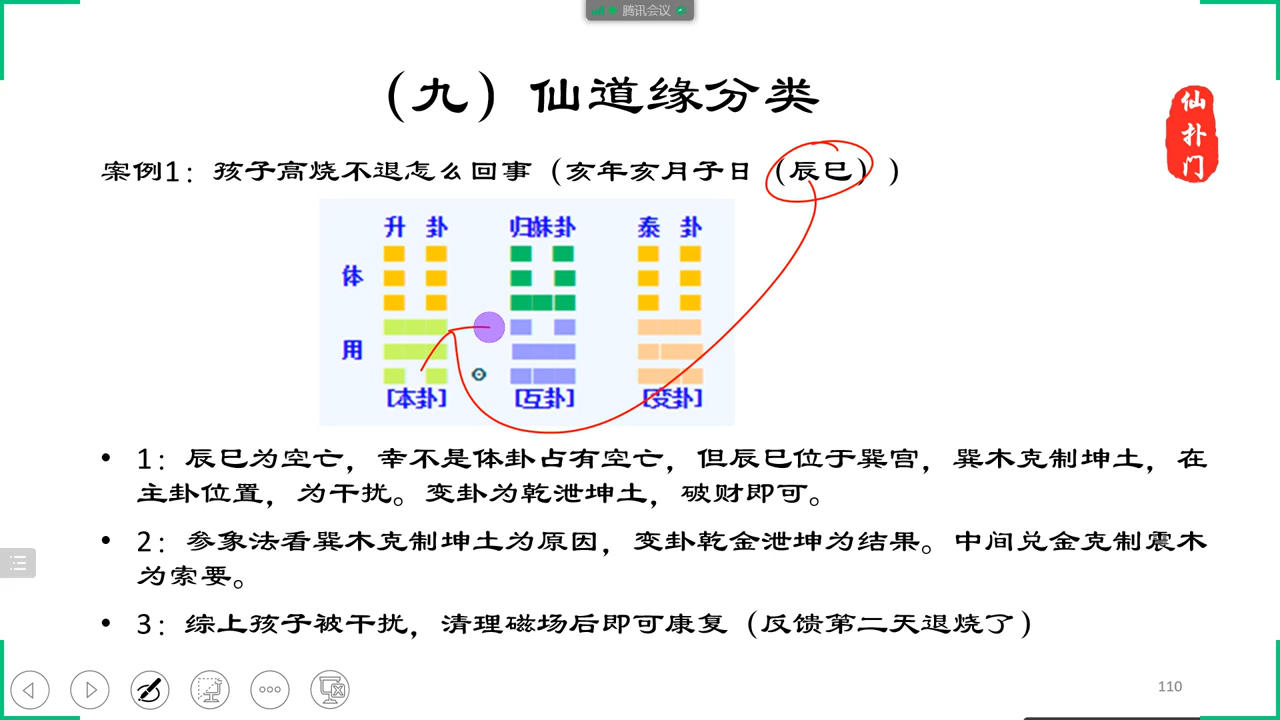 腾讯会议
（九）仙道缘分类
仙
扑
门
案例1：孩子高烧不退怎么回事（亥年亥月子日（辰巳））
升 卦 归妹卦 泰 卦
体
用
[本卦] [互卦] [变卦]
• 1：辰巳为空亡，幸不是体卦占有空亡，但辰巳位于巽宫，巽木克制坤土，在
主卦位置，为干扰。变卦为乾泄坤土，破财即可。
• 2：参象法看巽木克制坤土为原因，变卦乾金泄坤为结果。中间兑金克制震木
为索要。
• 3：综上孩子被干扰，清理磁场后即可康复（反馈第二天退烧了）
110